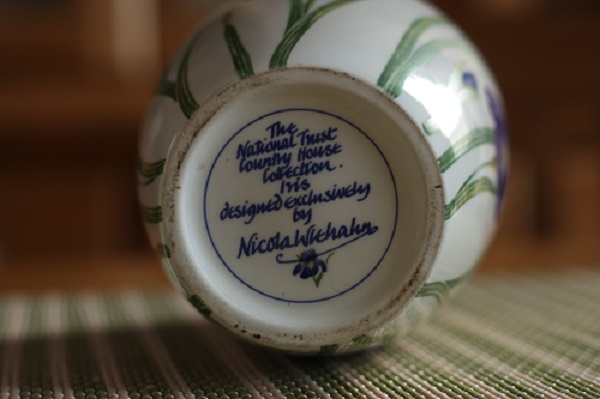 The
National Trust
Country House
Collection.
Iris
designed exclusively
by
Nicola Wiehahn